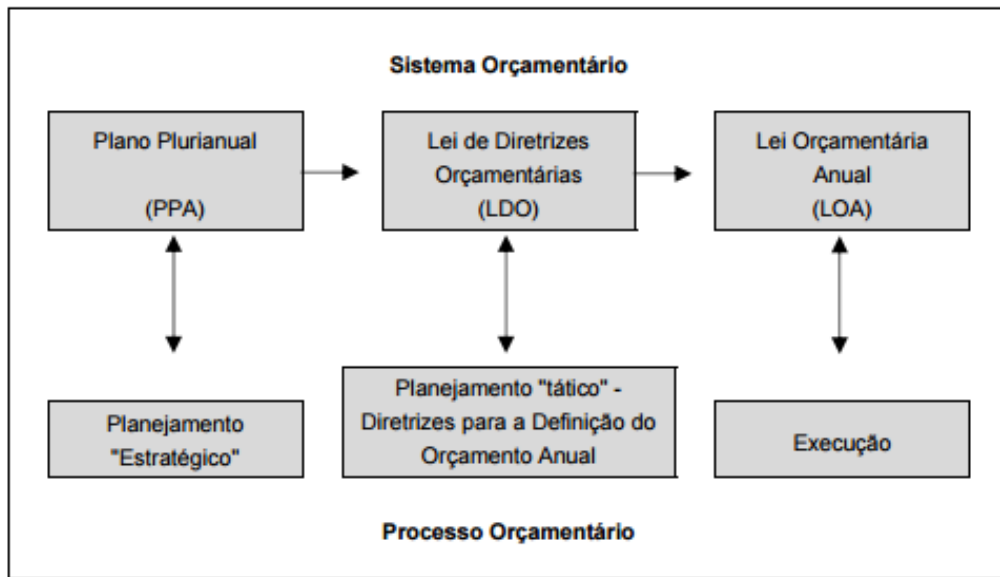 Sistema Orçamentário
Plano Plurianual
(PPA)
Lei de Diretrizes
Orçamentárias
(LDO)
Lei Orçamentária
Anual
(LOA)
Planejamento
"Estratégico"
Planejamento "tático" -
Diretrizes para a Definição do
Orçamento Anual
Execução
Processo Orçamentário